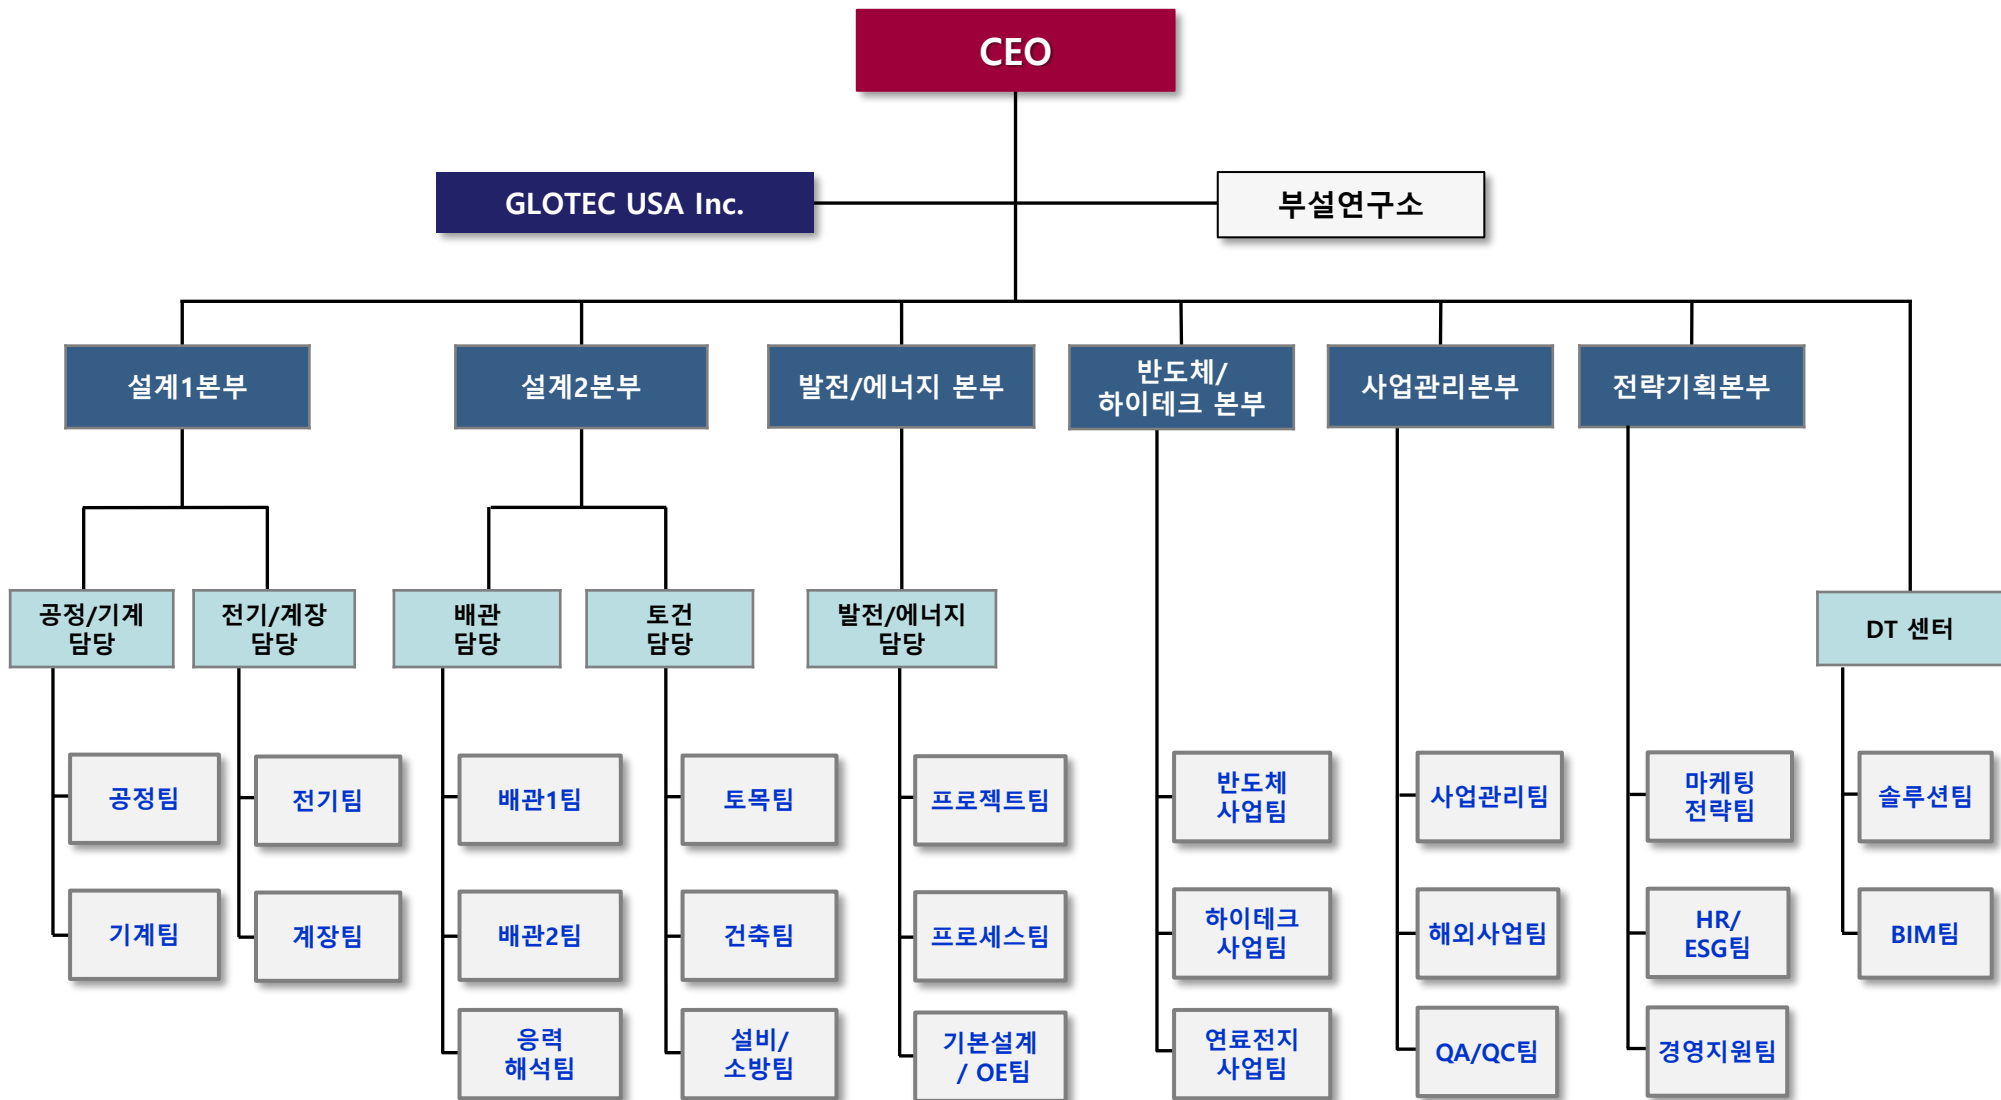 CEO
GLOTEC USA Inc.
부설연구소
설계1본부
설계2본부
발전/에너지 본부
반도체/
하이테크 본부
사업관리본부
전략기획본부
공정/기계
담당
전기/계장
담당
배관
담당
토건
담당
발전/에너지
담당
DT 센터
공정팀
전기팀
배관1팀
토목팀
프로젝트팀
반도체
사업팀
사업관리팀
마케팅
전략팀
솔루션팀
기계팀
계장팀
배관2팀
건축팀
프로세스팀
하이테크
사업팀
해외사업팀
HR/
ESG팀
BIM팀
응력
해석팀
설비/
소방팀
기본설계
/ OE팀
연료전지
사업팀
QA/QC팀
경영지원팀